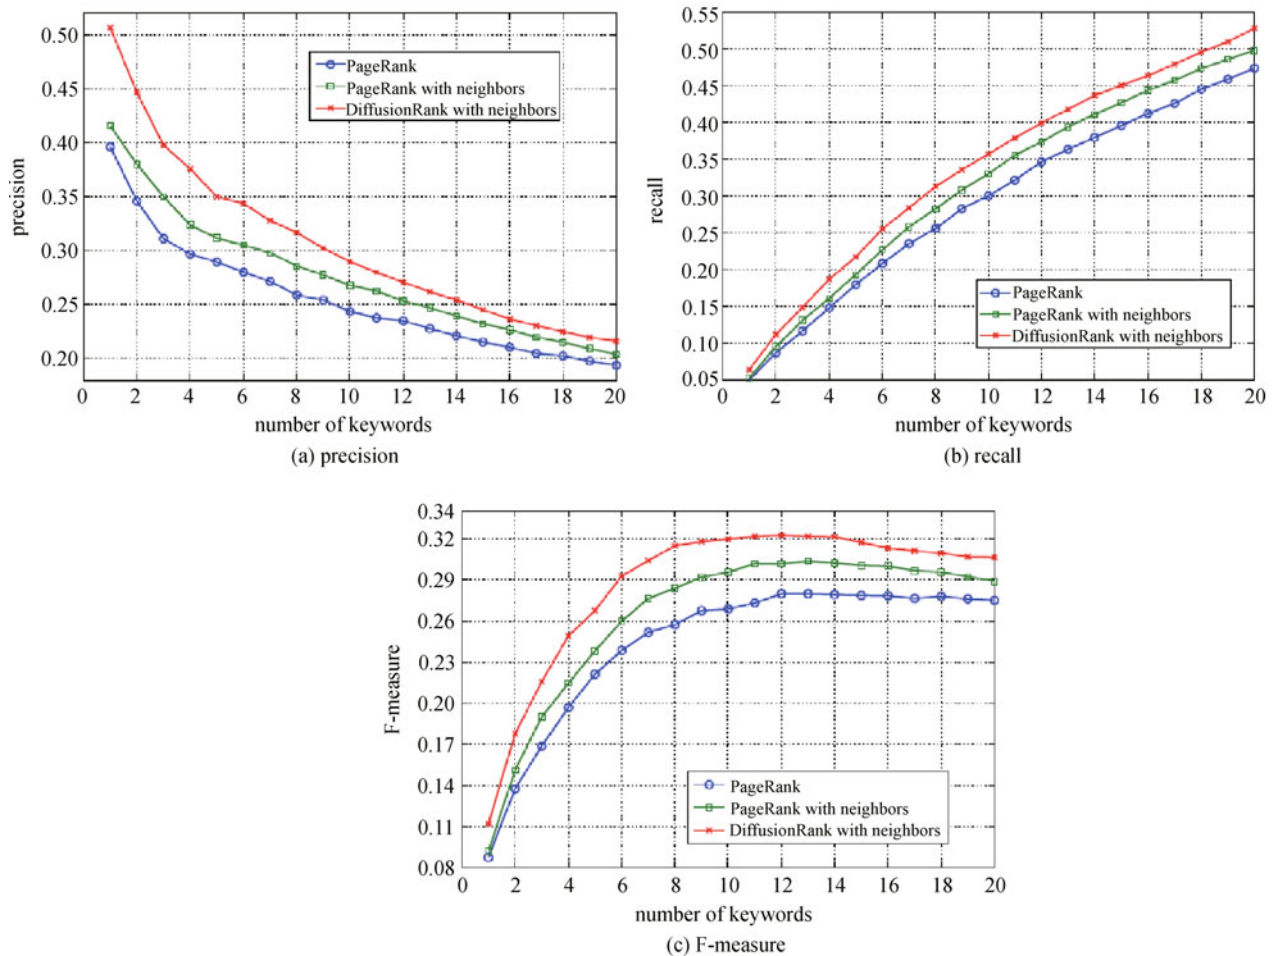 0.50
0.45
0.40
0.35
0.30
0.25
0.20
precision
PageRank
PageRank with neighbors
DiffusionRank with neighbors
0 2 4 6 8 10 12 14 16 18 20
number of keywords
(a) precision
0.55
0.50
0.45
0.40
0.35
0.30
0.25
0.20
0.15
0.10
0.05
recall
PageRank
PageRank with neighbors
DiffusionRank with neighbors
0 2 4 6 8 10 12 14 16 18 20
number of keywords
(b) recall
0.34
0.32
0.29
0.26
0.23
0.20
0.17
0.14
0.11
0.08
F-measure
PageRank
PageRank with neighbors
DiffusionRank with neighbors
0 2 4 6 8 10 12 14 16 18 20
number of keywords
(c) F-measure